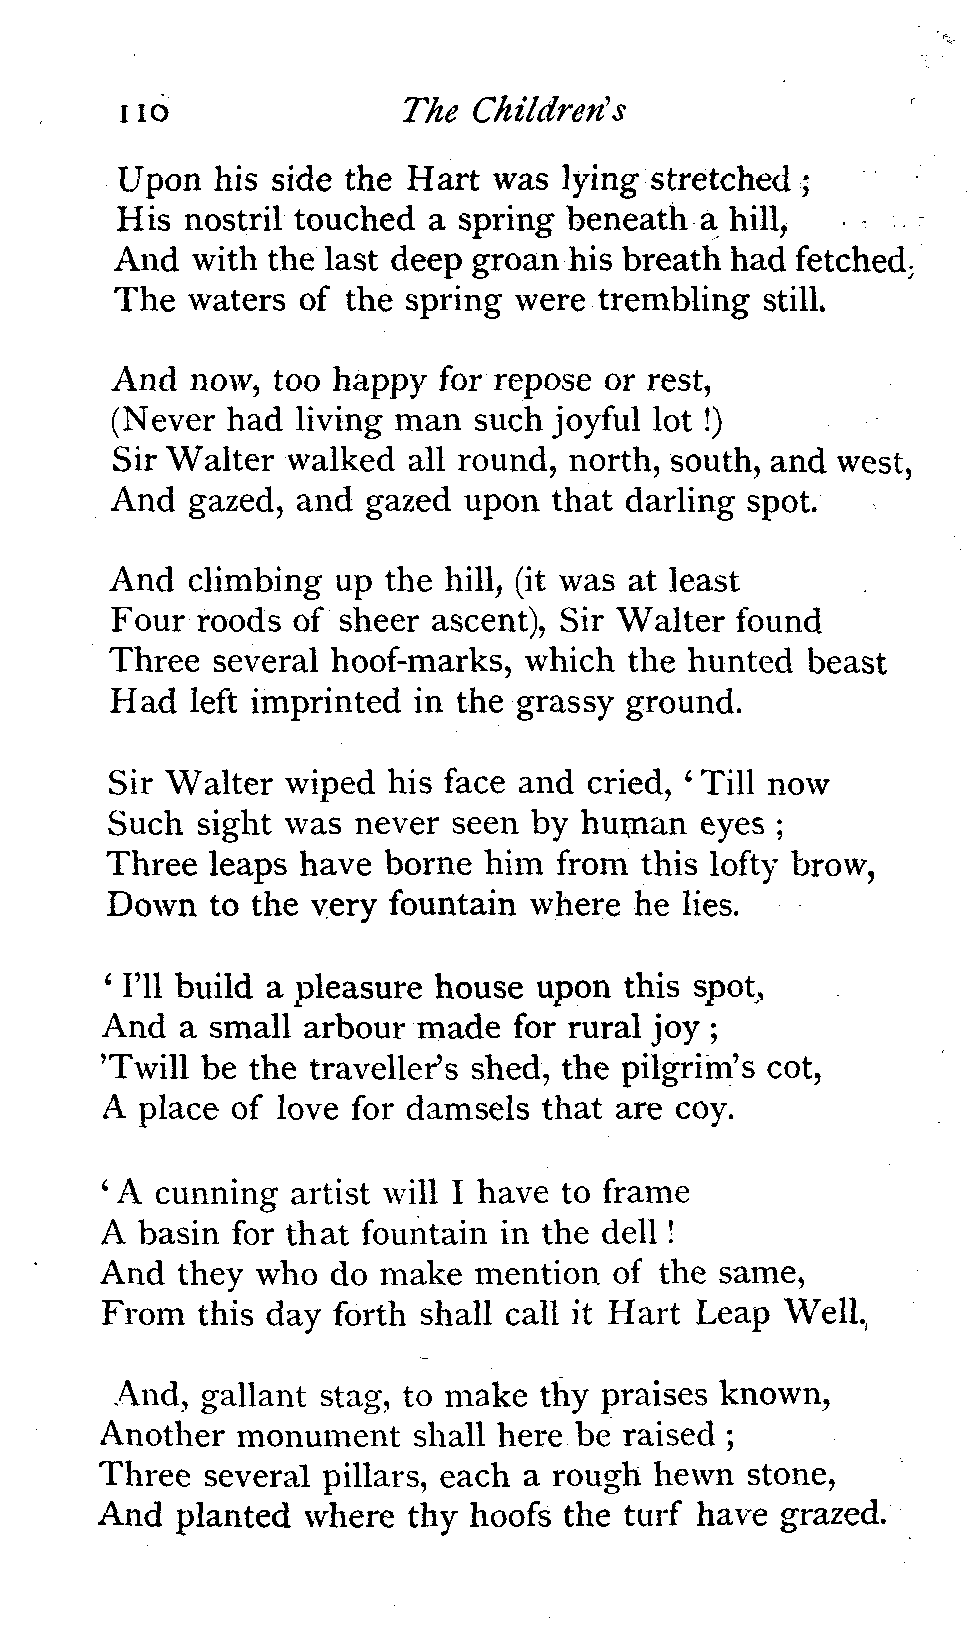 110 The Children's
Upon his side the Hart was lying stretched ;
His nostril touched a spring beneath a hill,
And with the last deep groan his breath had fetched;
The waters of the spring were trembling still.
And now, too happy for repose or rest,
(Never had living man such joyful lot !)
Sir Walter walked all round, north, south, and west,
And gazed, and gazed upon that darling spot.
And climbing up the hill, (it was at least
Four roods of sheer ascent), Sir Walter found
Three several hoof-marks, which the hunted beast
Had left imprinted in the grassy ground.
Sir Walter wiped his face and cried, ‘ Till now
Such sight was never seen by human eyes ;
Three leaps have borne him from this lofty brow,
Down to the very fountain where he lies.
‘ I’ll build a pleasure house upon this spot,
And a small arbour made for rural joy ;
’Twill be the traveller’s shed, the pilgrim’s cot,
A place of love for damsels that are coy.
‘ A cunning artist will I have to frame
A basin for that fountain in the dell !
And they who do make mention of the same,
From this day forth shall call it Hart Leap Well.
And, gallant stag, to make thy praises known,
Another monument shall here be raised ;
Three several pillars, each a rough hewn stone,
And planted where thy hoofs the turf have grazed.